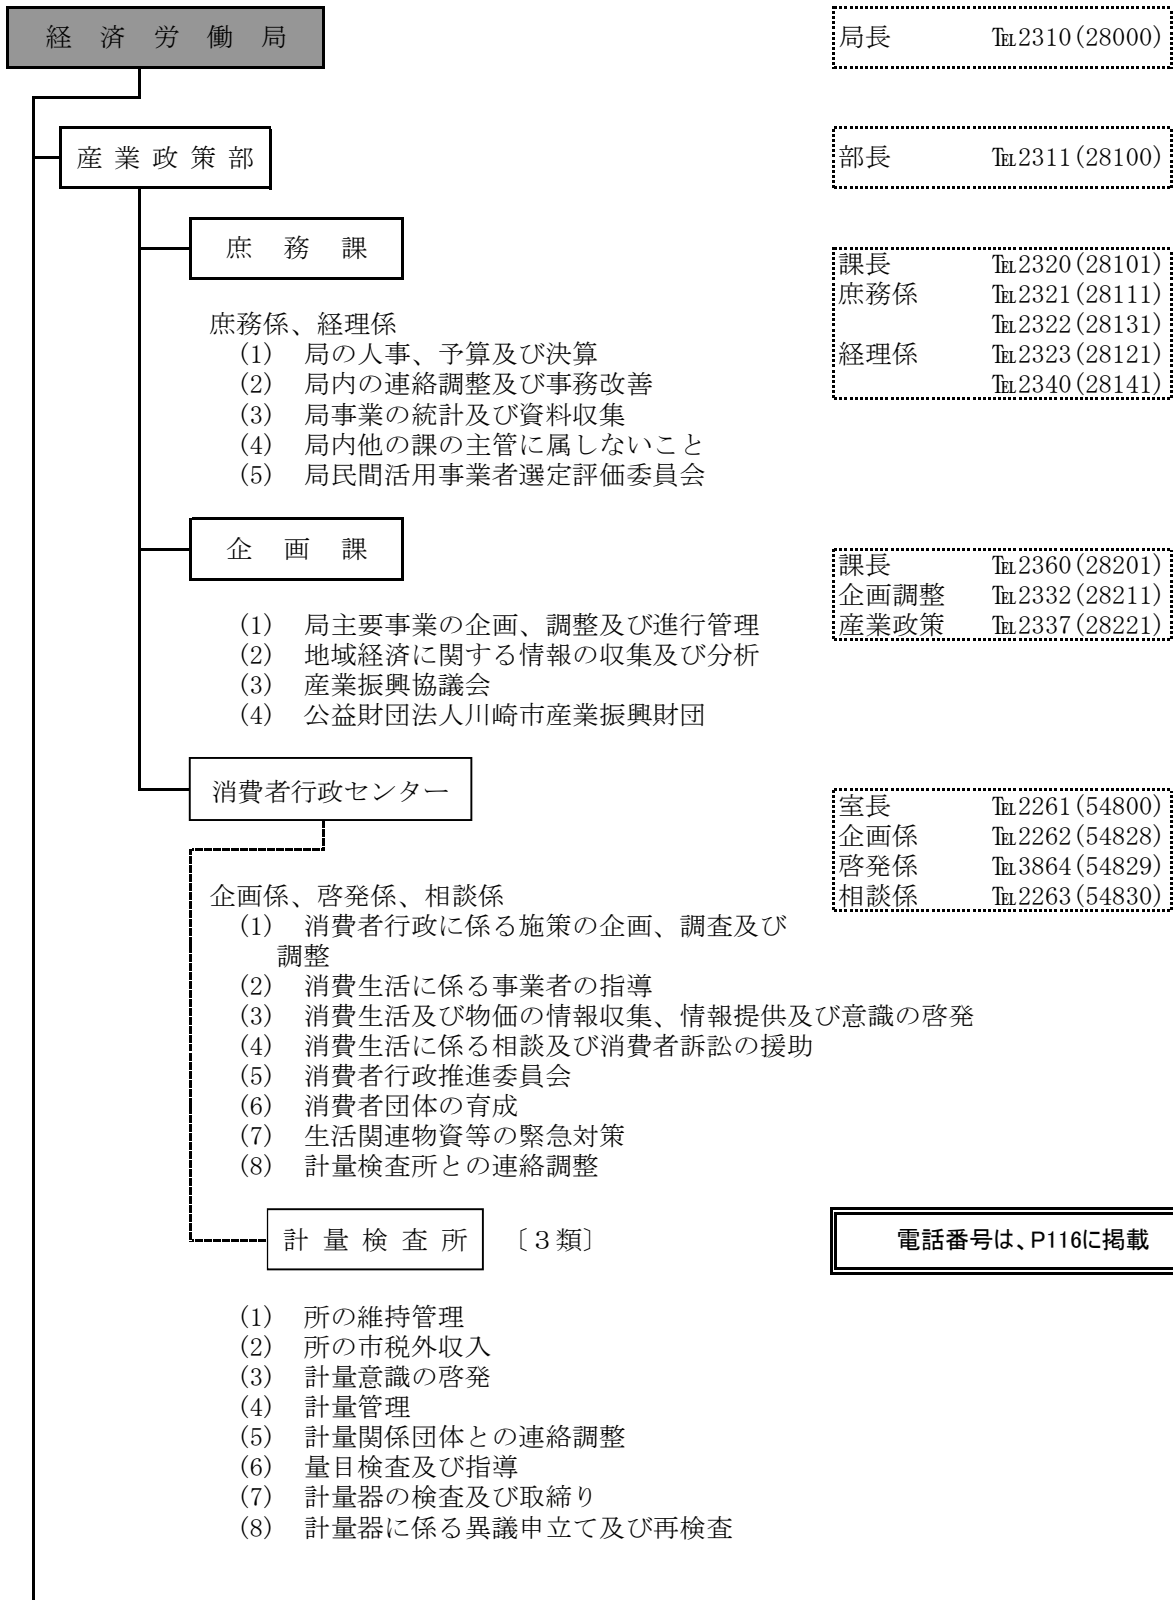 経済労働局
局長 ℡2310(28000)
産業政策部
部長 ℡2311(28100)
庶務課
課長 ℡2320(28101)
庶務係 ℡2321(28111)
℡2322(28131)
経理係 ℡2323(28121)
℡2340(28141)
庶務係、経理係
(1) 局の人事、予算及び決算
(2) 局内の連絡調整及び事務改善
(3) 局事業の統計及び資料収集
(4) 局内他の課の主管に属しないこと
(5) 局民間活用事業者選定評価委員会
企画課
課長 ℡2360(28201)
企画調整 ℡2332(28211)
産業政策 ℡2337(28221)
(1) 局主要事業の企画、調整及び進行管理
(2) 地域経済に関する情報の収集及び分析
(3) 産業振興協議会
(4) 公益財団法人川崎市産業振興財団
消費者行政センター
室長 ℡2261(54800)
企画係 ℡2262(54828)
啓発係 ℡3864(54829)
相談係 ℡2263(54830)
企画係、啓発係、相談係
(1) 消費者行政に係る施策の企画、調査及び
調整
(2) 消費生活に係る事業者の指導
(3) 消費生活及び物価の情報収集、情報提供及び意識の啓発
(4) 消費生活に係る相談及び消費者訴訟の援助
(5) 消費者行政推進委員会
(6) 消費者団体の育成
(7) 生活関連物資等の緊急対策
(8) 計量検査所との連絡調整
計量検査所 〔3類〕
電話番号は、P116に掲載
(1) 所の維持管理
(2) 所の市税外収入
(3) 計量意識の啓発
(4) 計量管理
(5) 計量関係団体との連絡調整
(6) 量目検査及び指導
(7) 計量器の検査及び取締り
(8) 計量器に係る異議申立て及び再検査